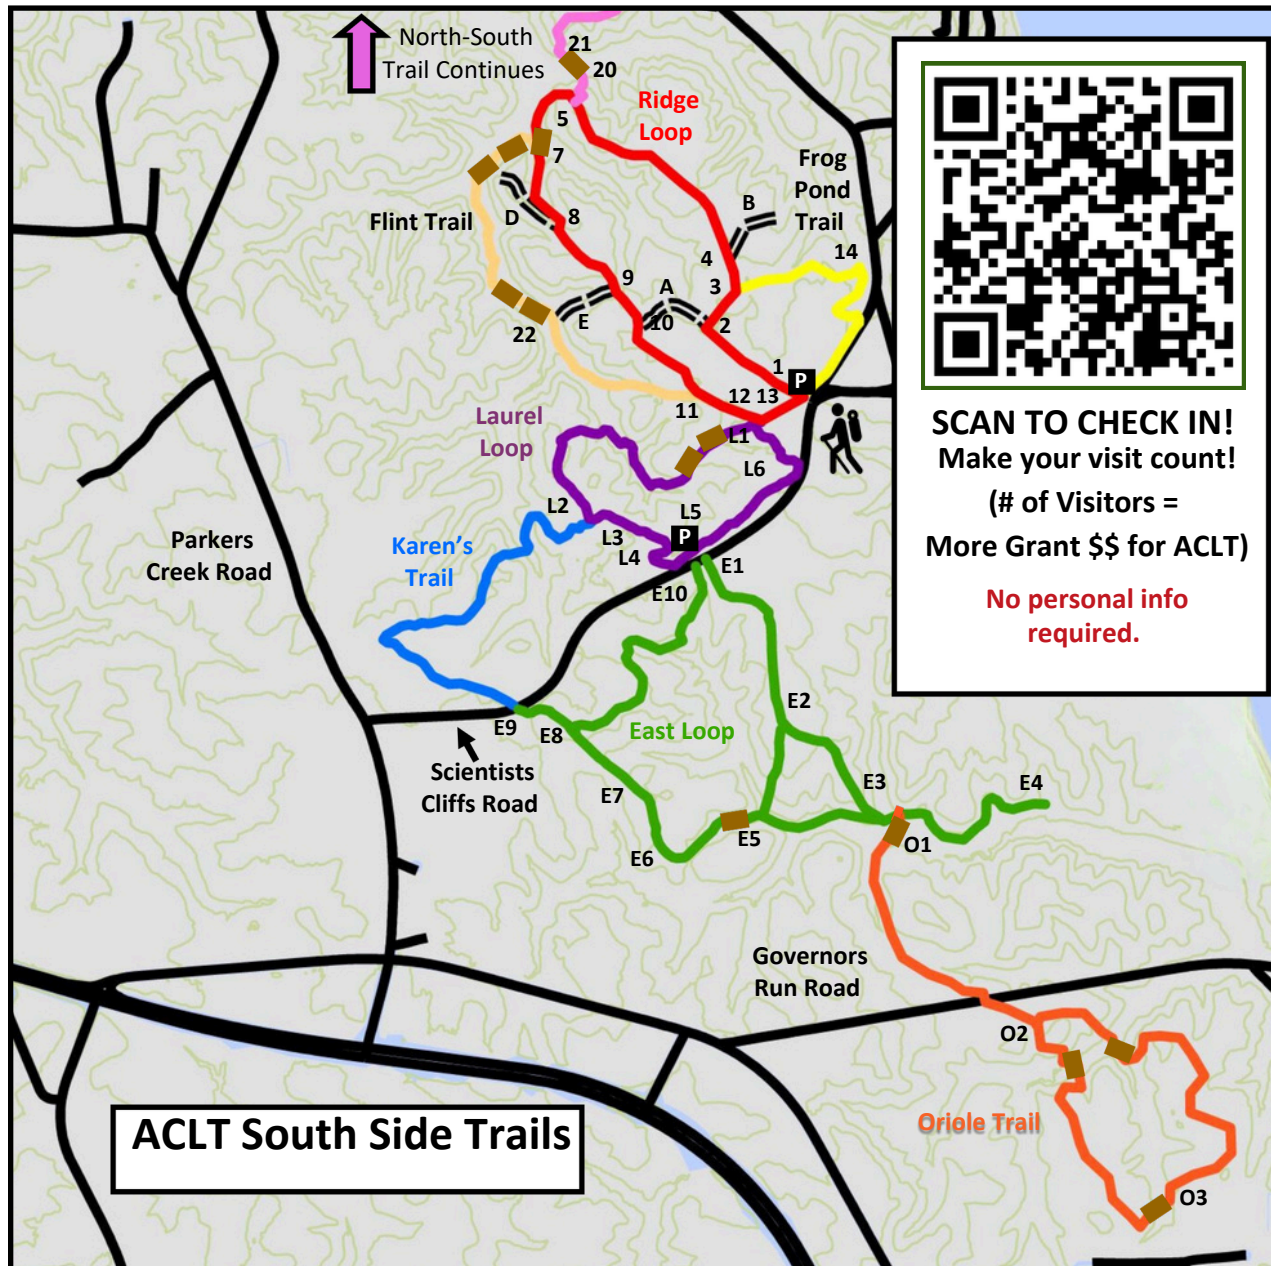 North-South
Trail Continues
21
20
Ridge
Loop
5
7
Frog
Pond
Trail
Flint Trail
D
8
B
14
4
9
A
3
E
10
2
22
1
P
12 13
11
Laurel
Loop
L1
L6
L2
L5
L3
P
L4
E1
Karen's
Trail
Parkers
Creek Road
E10
E2
East Loop
E9
E8
Scientists
Cliffs Road
E3
E4
E7
E5
O1
E6
Governors
Run Road
O2
Oriole Trail
O3
ACLT South Side Trails
SCAN TO CHECK IN!
Make your visit count!
(# of Visitors =
More Grant $$ for ACLT)
No personal info
required.